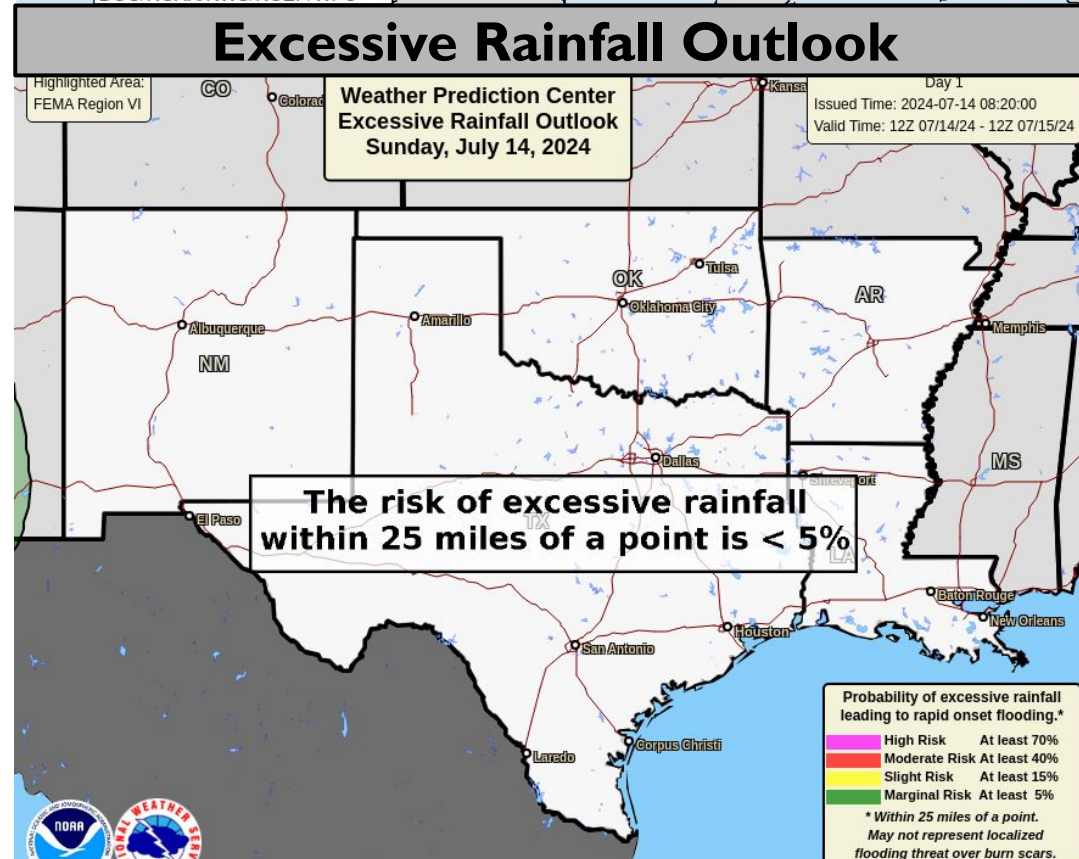 Excessive Rainfall Outlook
Highlighted Area:
FEMA Region VI
Weather Prediction Center
Excessive Rainfall Outlook
Sunday, July 14, 2024
Day 1
Issued Time: 2024-07-14 08:20:00
Valid Time: 12Z 07/14/24 - 12Z 07/15/24
CO
Tulsa
OK
Oklahoma City
AR
Amarillo
Albuquerque
Memphis
NM
MS
Dallas
Shreveport
The risk of excessive rainfall
within 25 miles of a point is < 5%
TX
El Paso
LA
Baton Rouge
New Orleans
Houston
San Antonio
Corpus Christi
Laredo
Probability of excessive rainfall
leading to rapid onset flooding.*
High Risk At least 70%
Moderate Risk At least 40%
Slight Risk At least 15%
Marginal Risk At least 5%
* Within 25 miles of a point.
May not represent localized
flooding threat over burn scars.
NOAA
WEATHER